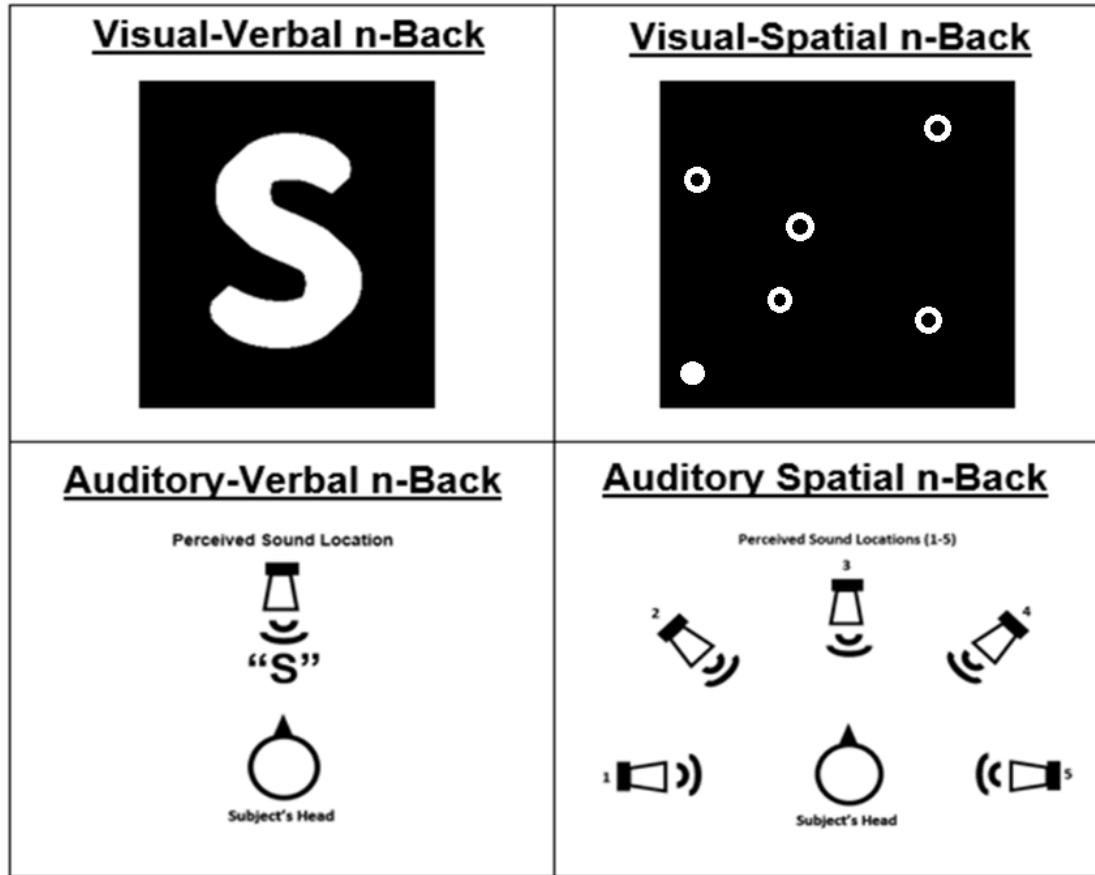 Visual-Verbal n-Back
S
Visual-Spatial n-Back
Auditory-Verbal n-Back
Perceived Sound Location
“S”
Subject's Head
Auditory Spatial n-Back
Perceived Sound Locations (1-5)
3
2
4
1
5
Subject's Head